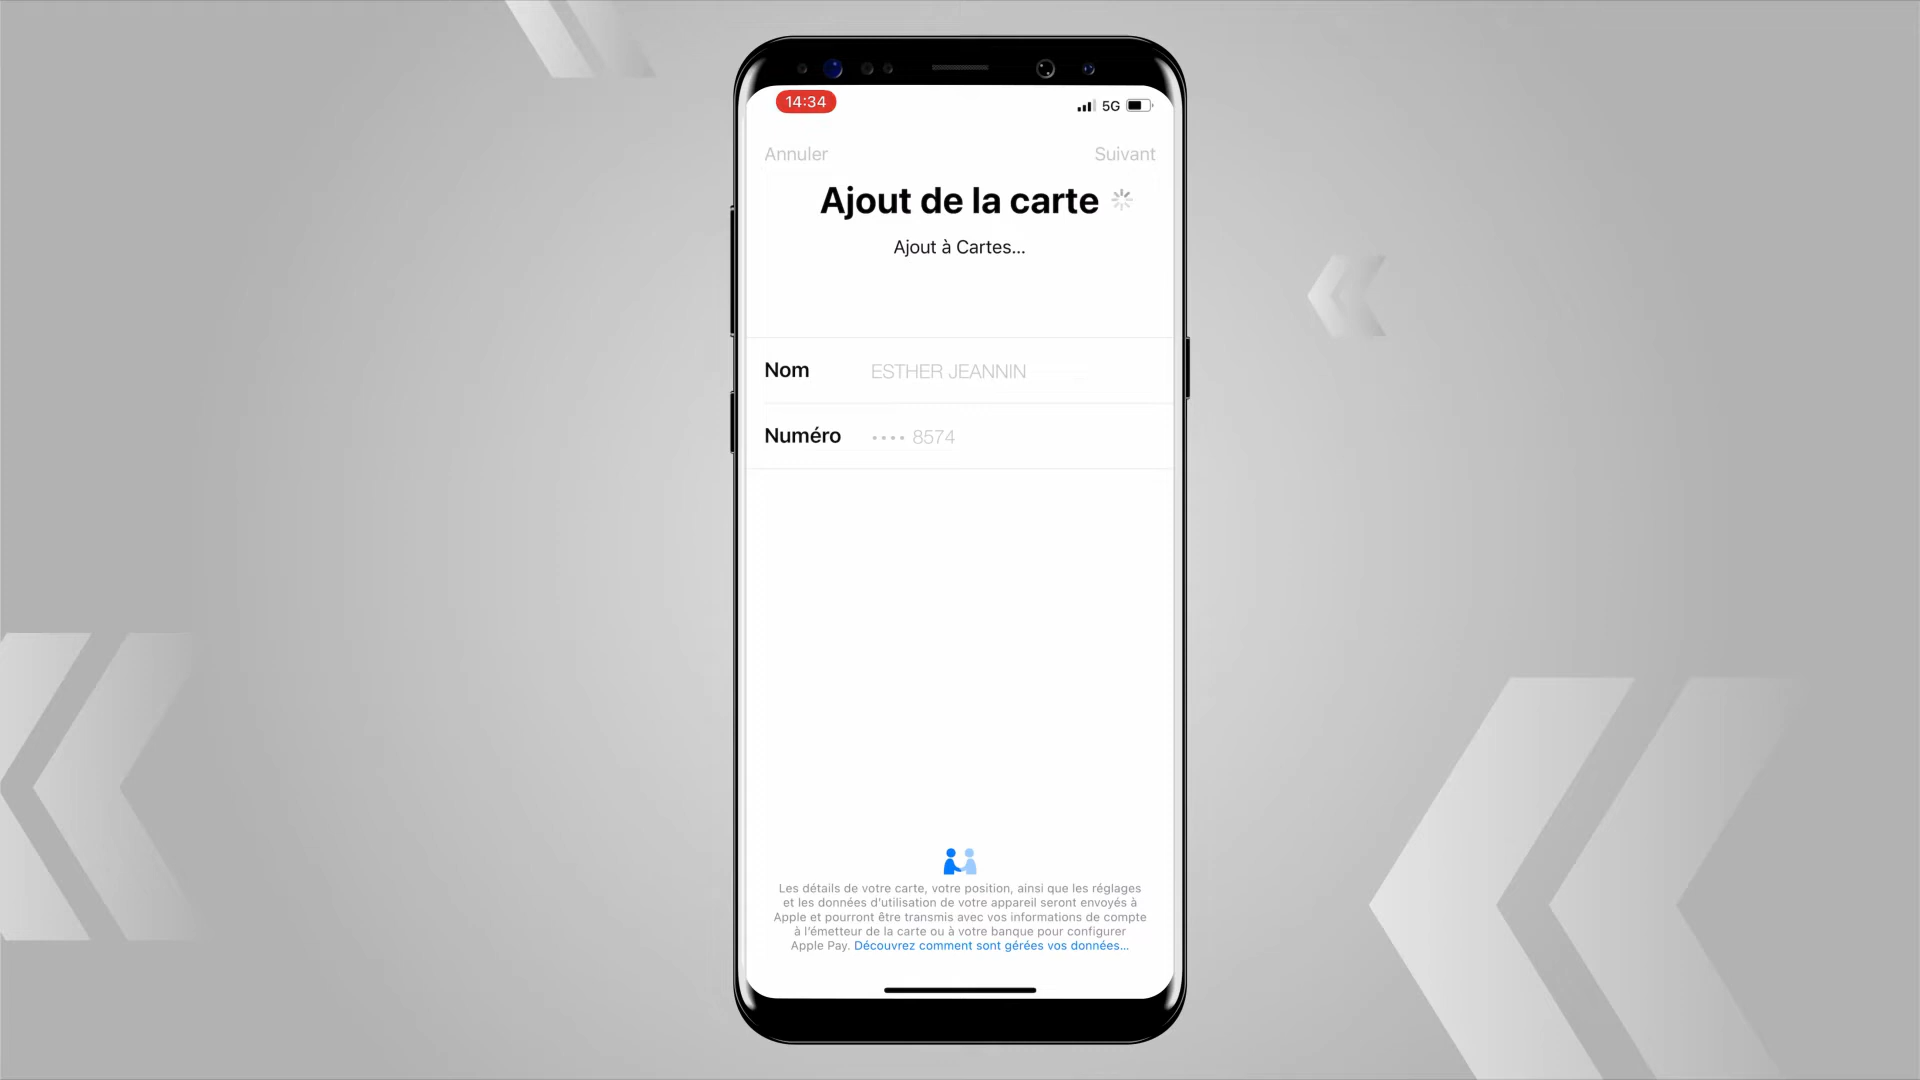 14:34
5G
Annuler
Suivant
Ajout de la carte
Ajout à Cartes...
Nom ESTHER JEANNIN
Numéro •••• 8574
Les détails de votre carte, votre position, ainsi que les réglages
et les données d'utilisation de votre appareil seront envoyés à
Apple et pourront être transmis avec vos informations de compte
à l'émetteur de la carte ou à votre banque pour configurer
Apple Pay. Découvrez comment sont gérées vos données...